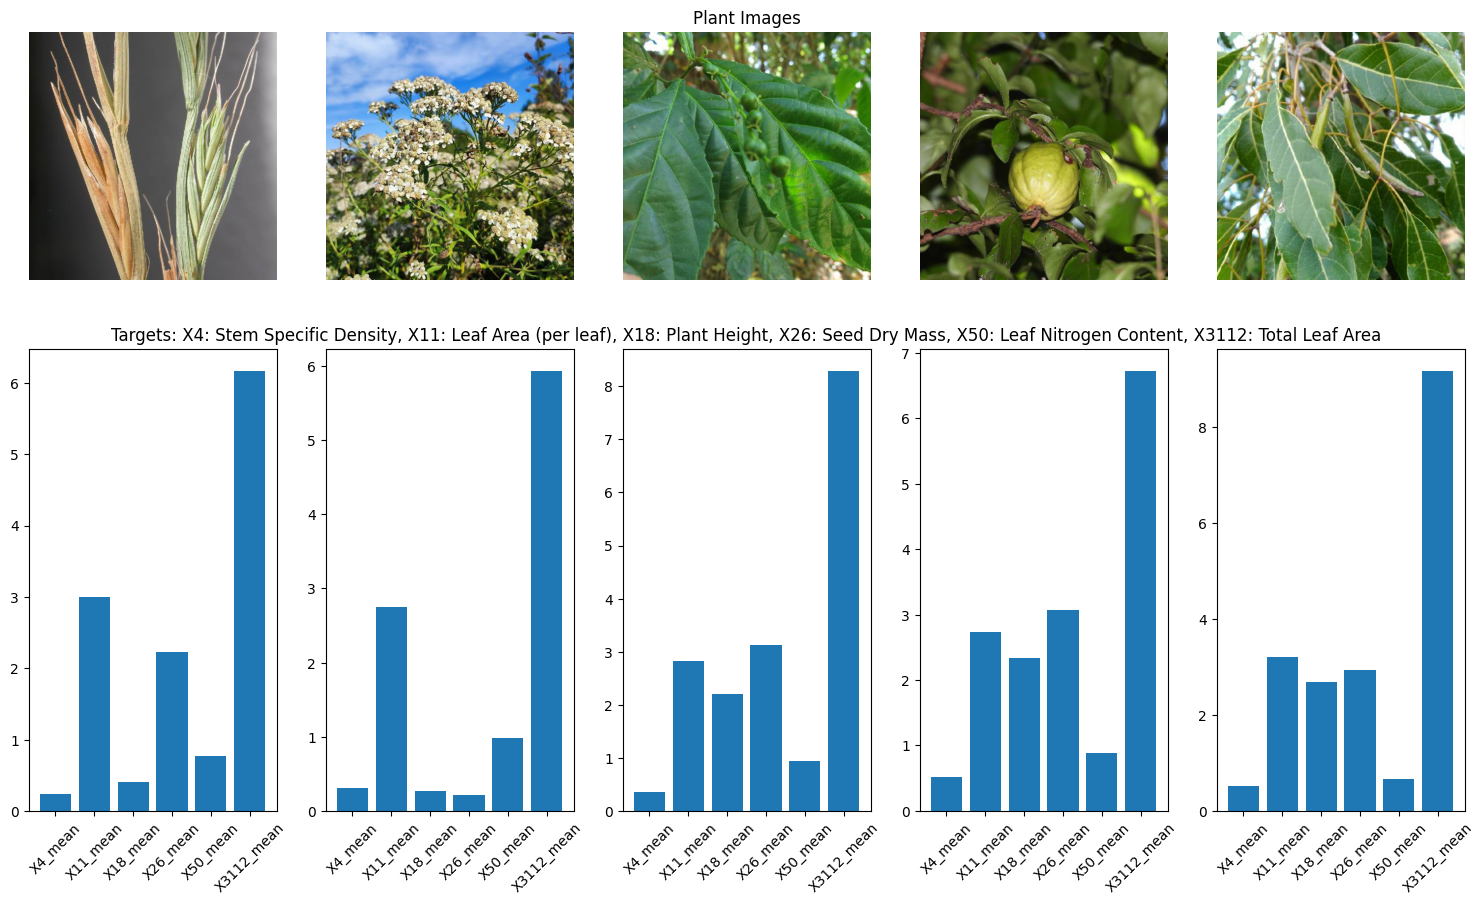 Plant Images
Targets: X4: Stem Specific Density, X11: Leaf Area (per leaf), X18: Plant Height, X26: Seed Dry Mass, X50: Leaf Nitrogen Content, X3112: Total Leaf Area
6
5
4
3
2
1
0
X4_mean
X11_mean
X18_mean
X26_mean
X50_mean
X3112_mean
6
5
4
3
2
1
0
X4_mean
X11_mean
X18_mean
X26_mean
X50_mean
X3112_mean
8
7
6
5
4
3
2
1
0
X4_mean
X11_mean
X18_mean
X26_mean
X50_mean
X3112_mean
7
6
5
4
3
2
1
0
X4_mean
X11_mean
X18_mean
X26_mean
X50_mean
X3112_mean
8
6
4
2
0
X4_mean
X11_mean
X18_mean
X26_mean
X50_mean
X3112_mean